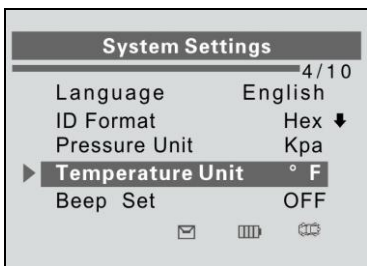 System Settings
4/10
Language English
ID Format Hex
Pressure Unit Kpa
Temperature Unit ° F
Beep Set OFF